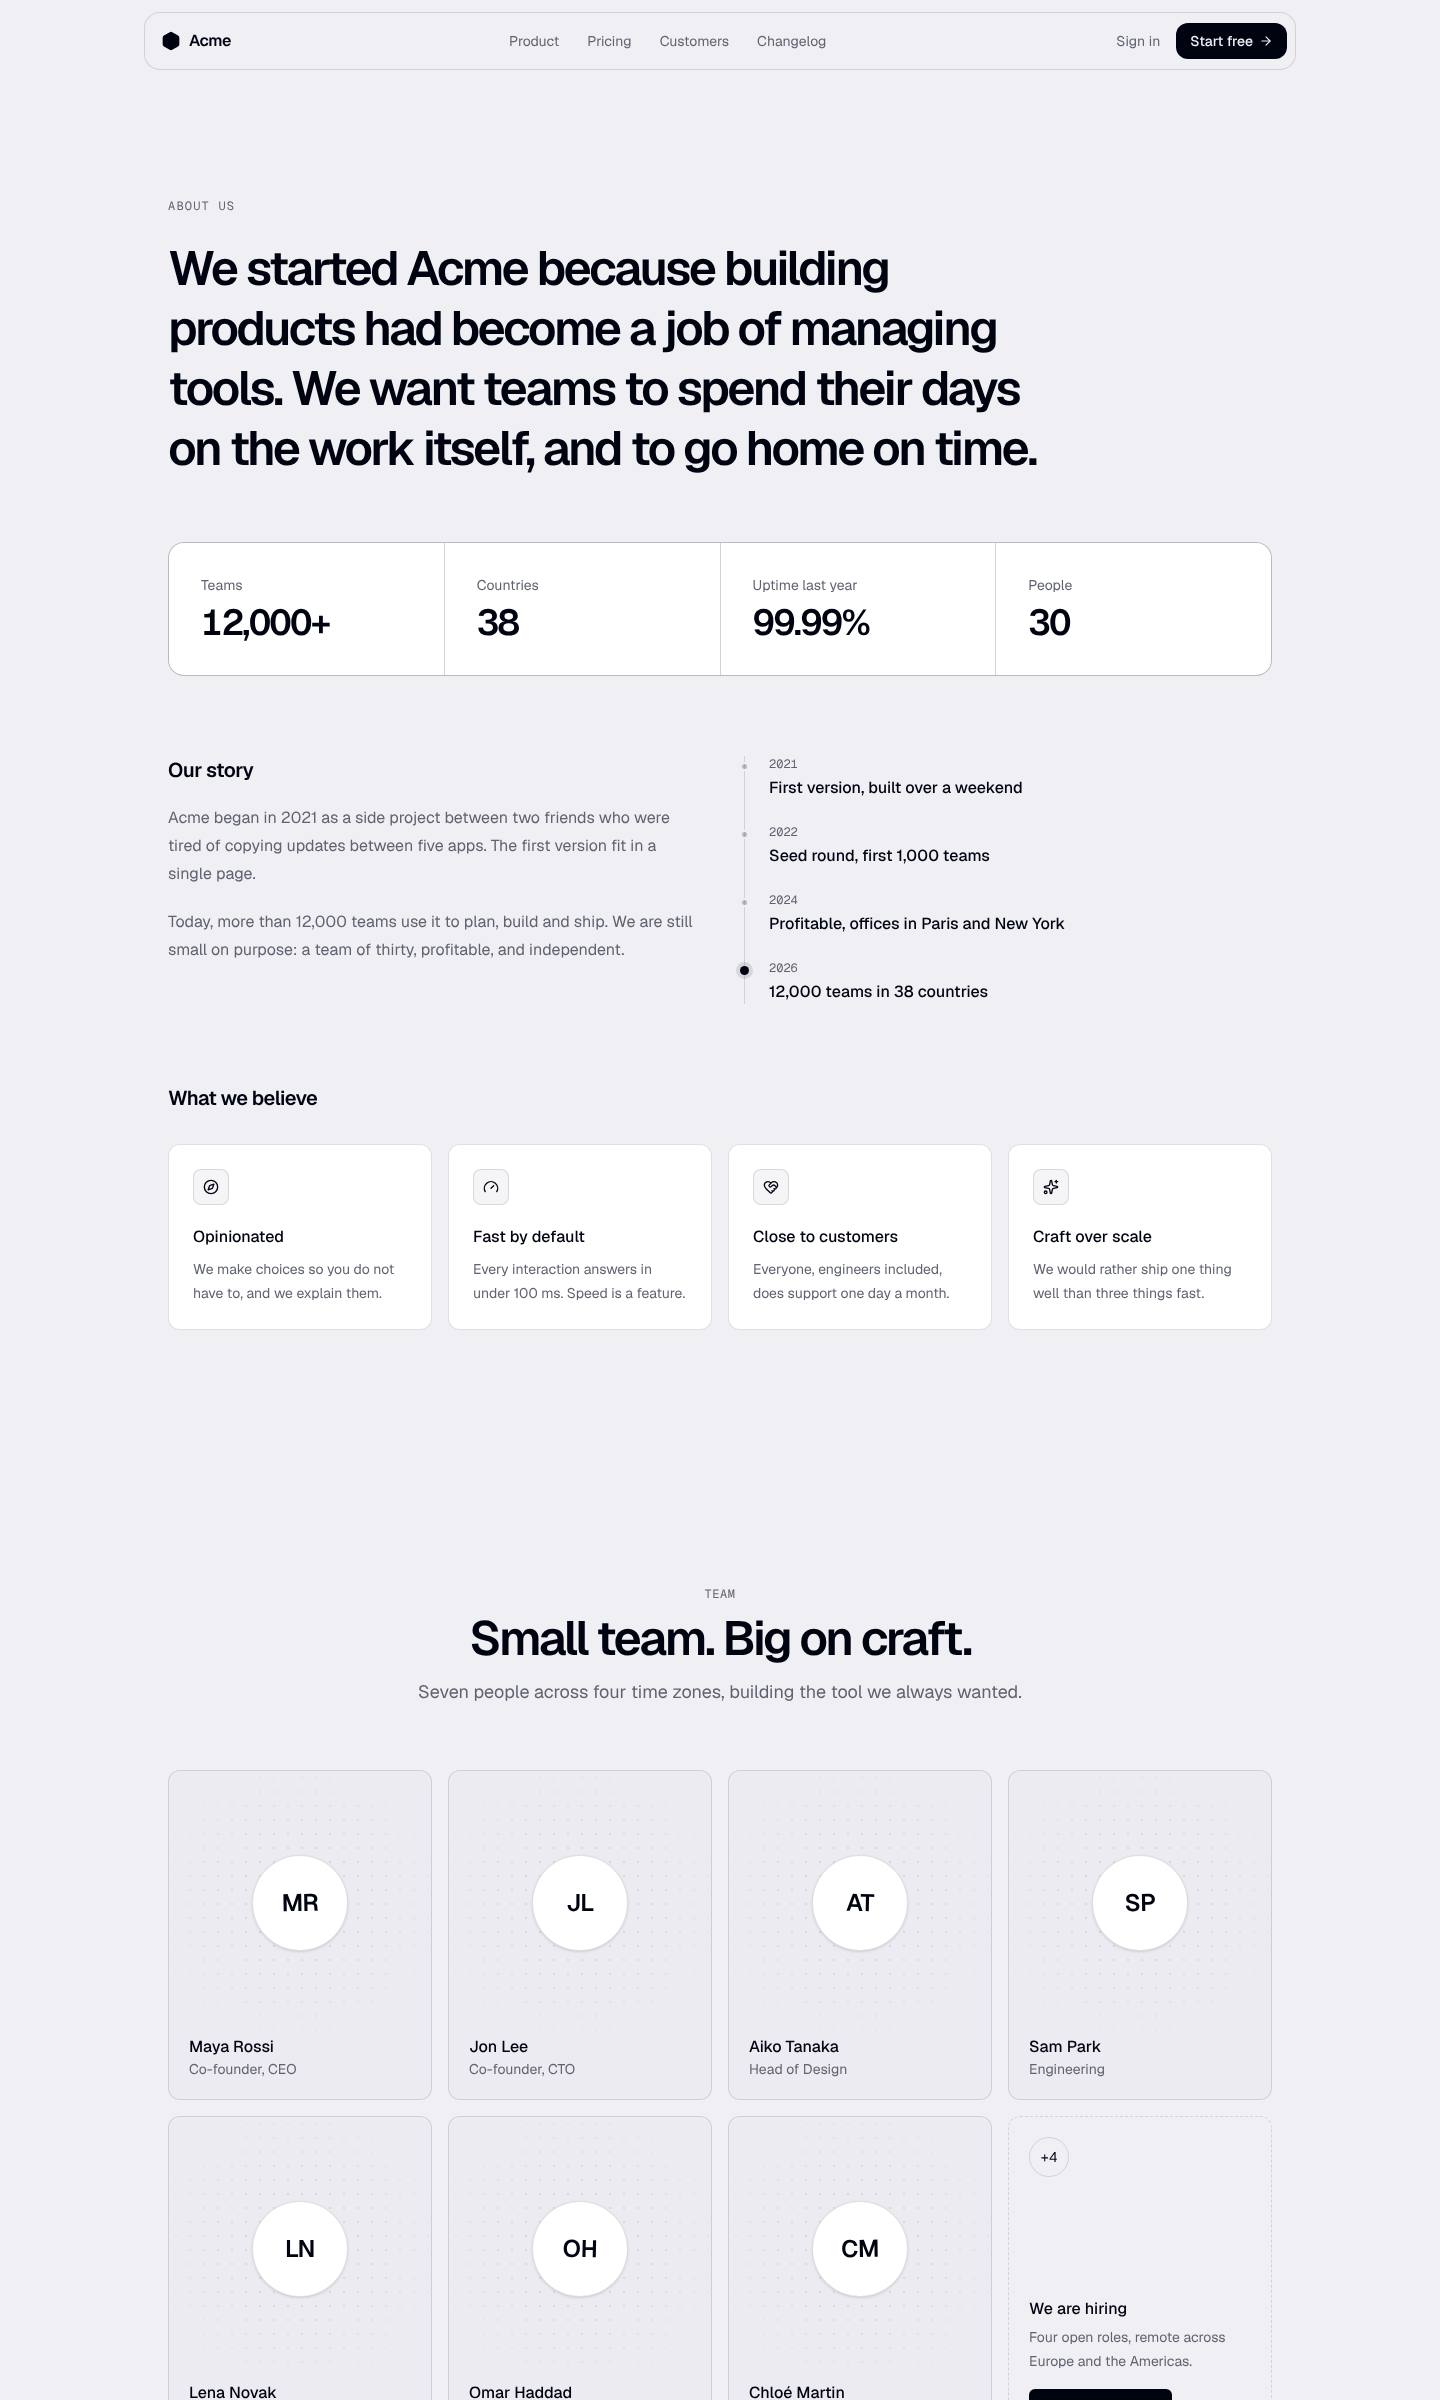 Acme
Product
Pricing
Customers
Changelog
Sign in
Start free
ABOUT US
We started Acme because building
products had become a job of managing
tools. We want teams to spend their days
on the work itself, and to go home on time.
Teams
12,000+
Countries
38
Uptime last year
99.99%
People
30
Our story
Acme began in 2021 as a side project between two friends who were
tired of copying updates between five apps. The first version fit in a
single page.
Today, more than 12,000 teams use it to plan, build and ship. We are still
small on purpose: a team of thirty, profitable, and independent.
2021
First version, built over a weekend
2022
Seed round, first 1,000 teams
2024
Profitable, offices in Paris and New York
2026
12,000 teams in 38 countries
What we believe
Opinionated
We make choices so you do not
have to, and we explain them.
Fast by default
Every interaction answers in
under 100 ms. Speed is a feature.
Close to customers
Everyone, engineers included,
does support one day a month.
Craft over scale
We would rather ship one thing
well than three things fast.
TEAM
Small team. Big on craft.
Seven people across four time zones, building the tool we always wanted.
MR
Maya Rossi
Co-founder, CEO
JL
Jon Lee
Co-founder, CTO
AT
Aiko Tanaka
Head of Design
SP
Sam Park
Engineering
LN
Lena Novak
OH
Omar Haddad
CM
Chloé Martin
+4
We are hiring
Four open roles, remote across
Europe and the Americas.